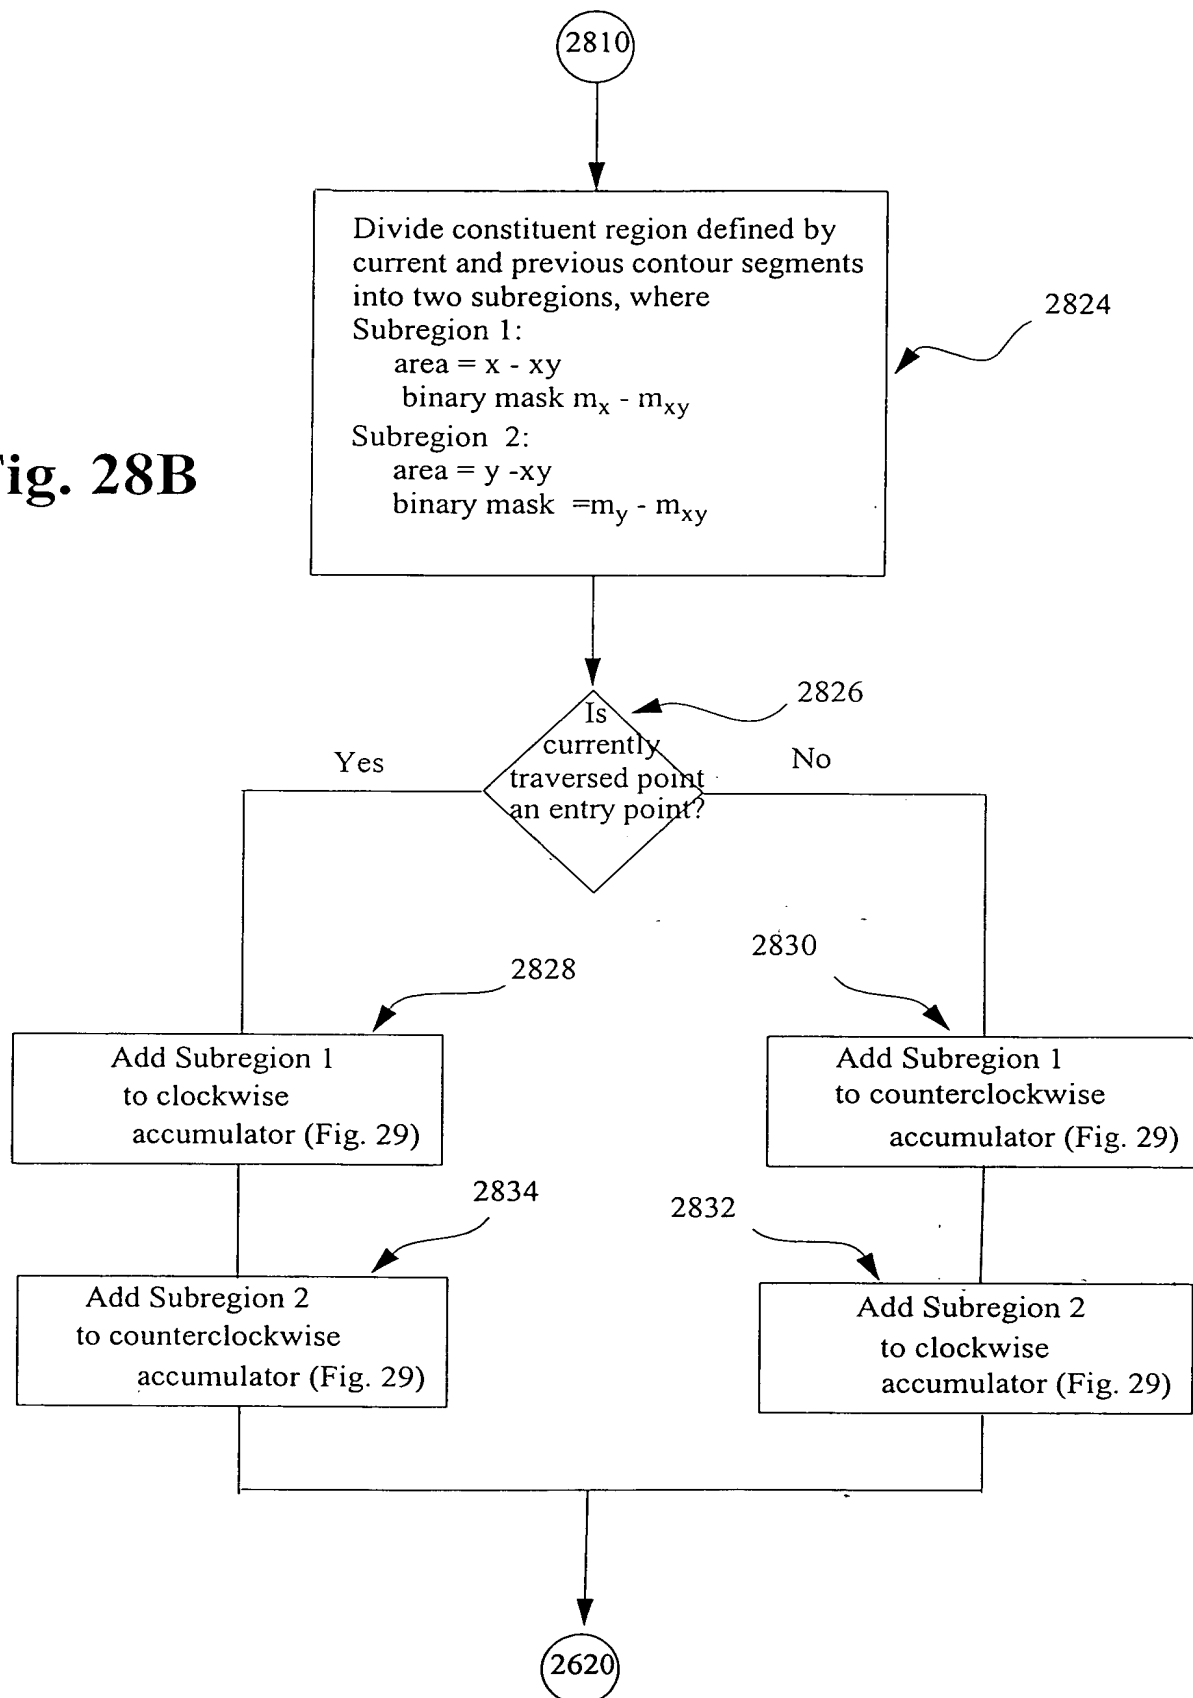 2810
Divide constituent region defined by
current and previous contour segments
into two subregions, where
Subregion 1:
area = x - xy
binary mask mx - mxy
Subregion 2:
area = y -xy
binary mask =my - mxy
2824
ig. 28B
2826
Is
currently
traversed point
an entry point?
Yes
No
2828
2830
Add Subregion 1
to clockwise
accumulator (Fig. 29)
Add Subregion 1
to counterclockwise
accumulator (Fig. 29)
2834
2832
Add Subregion 2
to counterclockwise
accumulator (Fig. 29)
Add Subregion 2
to clockwise
accumulator (Fig. 29)
2620